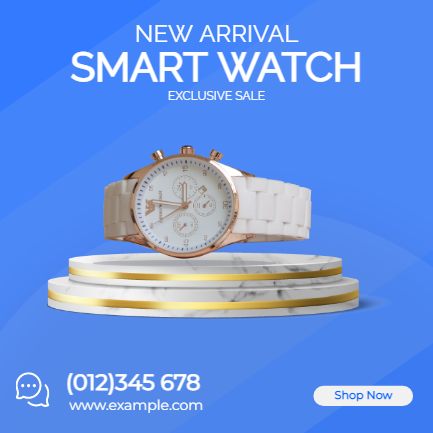 NEW ARRIVAL
SMART WATCH
EXCLUSIVE SALE
(012)345 678
www.example.com
Shop Now